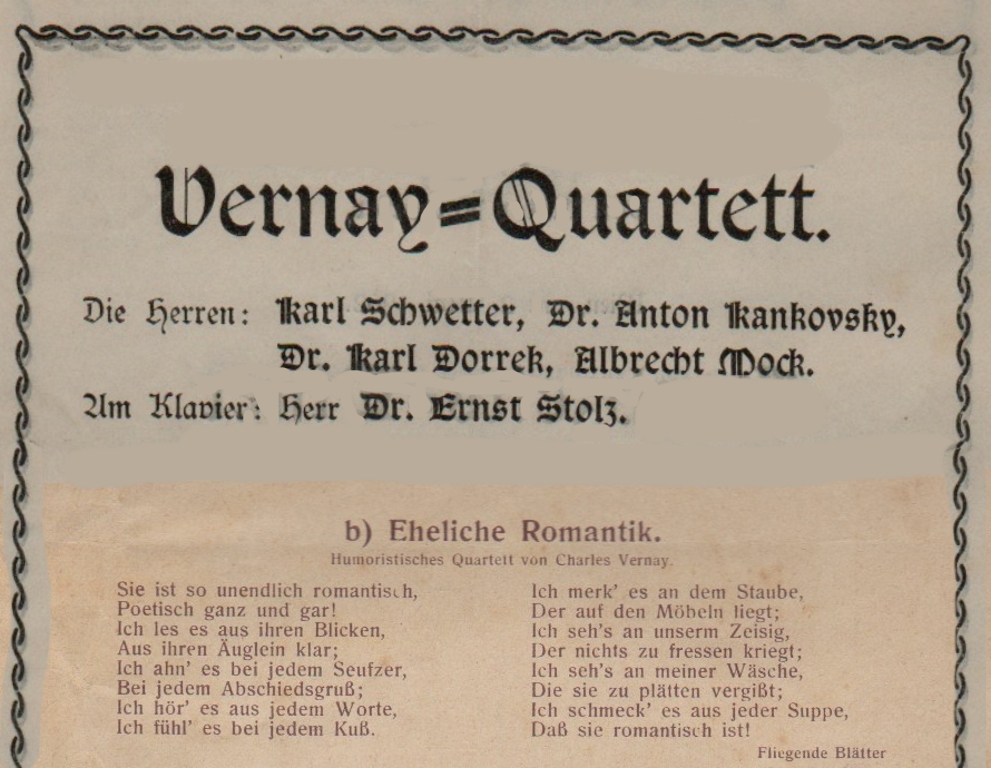 Vernay=Quartett.
Die Herren: Karl Schwetter, Dr. Anton Kankovsky,
Dr. Karl Dorrek, Albrecht Mock.
Am Klavier: Herr Dr. Ernst Stolz.
b) Eheliche Romantik.
Humoristisches Quartett von Charles Vernay.
Sie ist so unendlich romantisch,
Poetisch ganz und gar!
Ich les es aus ihren Blicken,
Aus ihren Äuglein klar;
Ich ahn' es bei jedem Seufzer,
Bei jedem Abschiedsgruß;
Ich hör' es aus jedem Worte,
Ich fühl' es bei jedem Kuß.
Ich merk' es an dem Staube,
Der auf den Möbeln liegt;
Ich seh's an unserm Zeisig,
Der nichts zu fressen kriegt;
Ich seh's an meiner Wäsche,
Die sie zu plätten vergißt;
Ich schmeck' es aus jeder Suppe,
Daß sie romantisch ist!
Fliegende Blätter